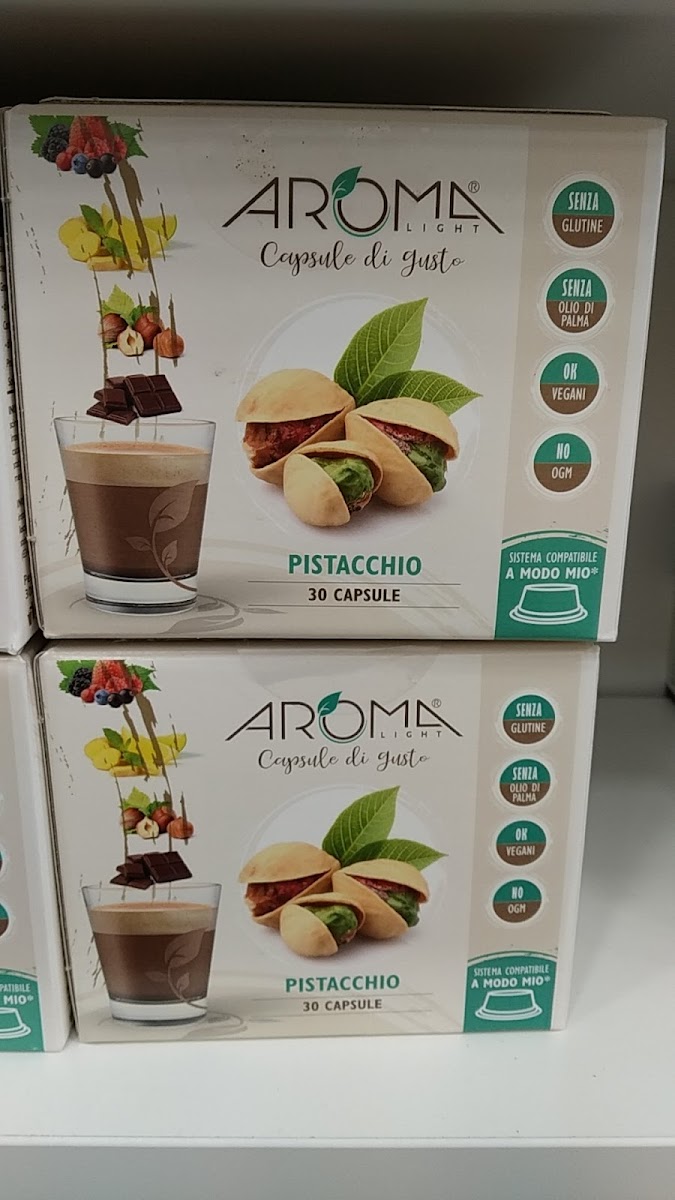 AROMA®
LIGHT
Capsule di gusto
SENZA
GLUTINE
SENZA
OLIO DI
PALMA
OK
VEGANI
NO
OGM
PISTACCHIO
30 CAPSULE
SISTEMA COMPATIBILE
A MODO MIO*
AROMA®
LIGHT
Capsule di gusto
SENZA
GLUTINE
SENZA
OLIO DI
PALMA
OK
VEGANI
NO
OGM
PISTACCHIO
30 CAPSULE
SISTEMA COMPATIBILE
A MODO MIO*
PATIBILE
MIO*